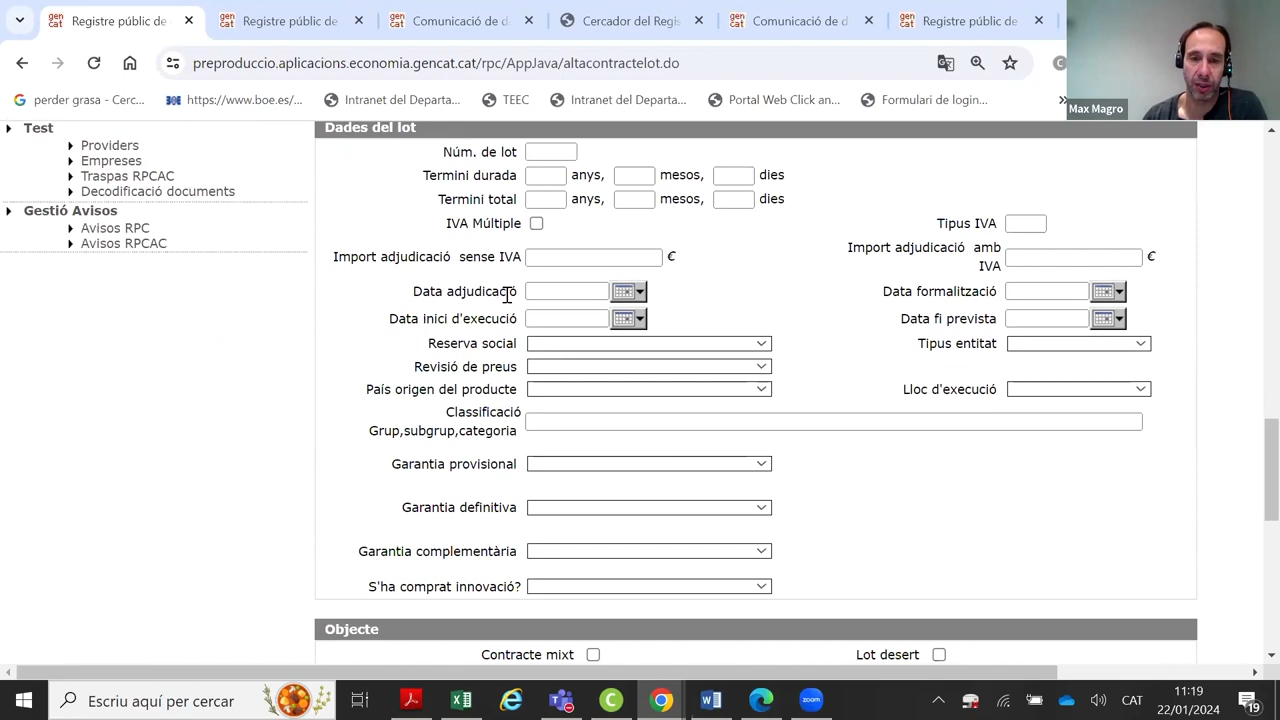 Registre públic de
Registre públic de
Comunicació de d
Cercador del Regis
Comunicació de d
Registre públic de
preproduccio.aplicacions.economia.gencat.cat/rpc/AppJava/altacontractelot.do
perder grasa - Cerc...
https://www.boe.es/...
Intranet del Departa...
TEEC
Intranet del Departa...
Portal Web Click an...
Formulari de login...
Max Magro
Test
Providers
Empreses
Traspas RPCAC
Decodificació documents
Gestió Avisos
Avisos RPC
Avisos RPCAC
Dades del lot
Núm. de lot
Termini durada anys, mesos, dies
Termini total anys, mesos, dies
IVA Múltiple Tipus IVA
Import adjudicació sense IVA € Import adjudicació amb
IVA €
Data adjudicació Data formalització
Data inici d'execució Data fi prevista
Reserva social Tipus entitat
Revisió de preus
País origen del producte Lloc d'execució
Classificació
Grup,subgrup,categoria
Garantia provisional
Garantia definitiva
Garantia complementària
S'ha comprat innovació?
Objecte
Contracte mixt Lot desert
Escriu aquí per cercar
zoom
CAT
11:19
22/01/2024
19